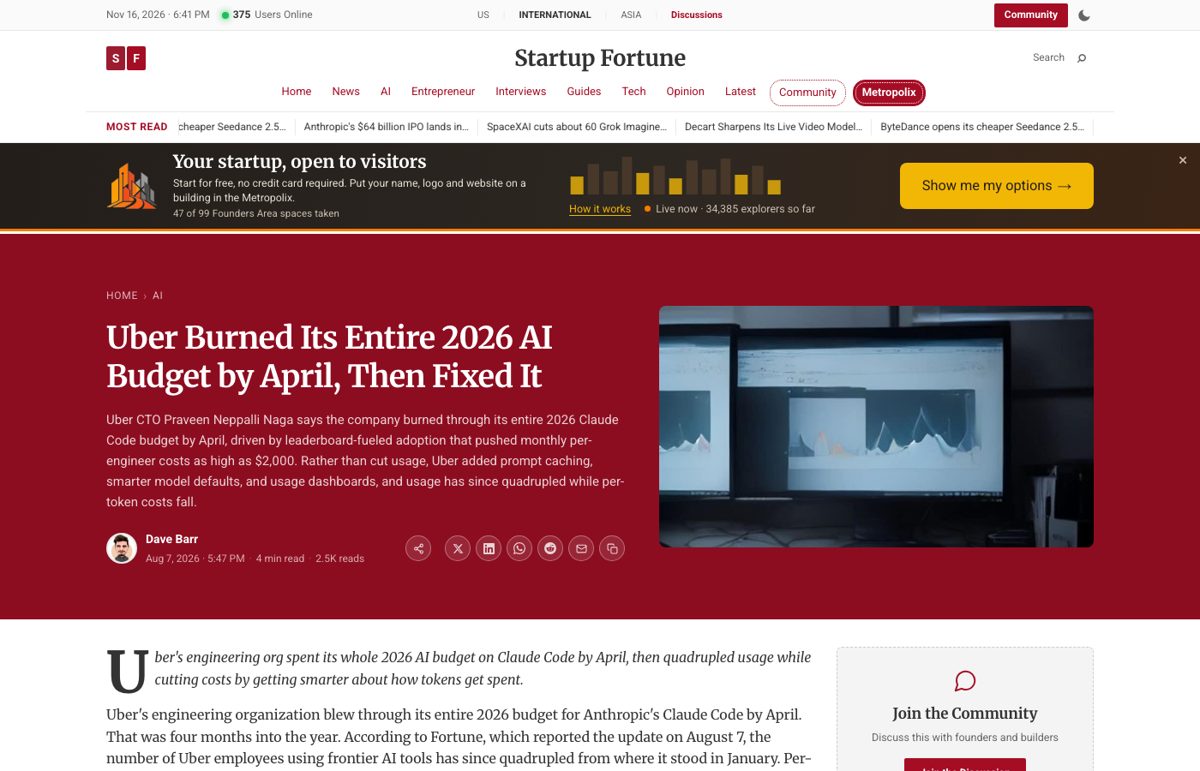 Nov 16, 2026 · 6:41 PM 375 Users Online US INTERNATIONAL ASIA Discussions Community
S F Startup Fortune Search
Home News AI Entrepreneur Interviews Guides Tech Opinion Latest Community Metropolix
MOST READ cheaper Seedance 2.5... Anthropic's $64 billion IPO lands in... SpaceXAI cuts about 60 Grok Imagine... Decart Sharpens Its Live Video Model... ByteDance opens its cheaper Seedance 2.5...
Your startup, open to visitors
Start for free, no credit card required. Put your name, logo and website on a
building in the Metropolix.
47 of 99 Founders Area spaces taken
How it works Live now · 34,385 explorers so far
Show me my options →
×
HOME › AI
Uber Burned Its Entire 2026 AI
Budget by April, Then Fixed It
Uber CTO Praveen Neppalli Naga says the company burned through its entire 2026 Claude
Code budget by April, driven by leaderboard-fueled adoption that pushed monthly per-
engineer costs as high as $2,000. Rather than cut usage, Uber added prompt caching,
smarter model defaults, and usage dashboards, and usage has since quadrupled while per-
token costs fall.
Dave Barr
Aug 7, 2026 · 5:47 PM · 4 min read · 2.5K reads
Uber's engineering org spent its whole 2026 AI budget on Claude Code by April, then quadrupled usage while
cutting costs by getting smarter about how tokens get spent.
Uber's engineering organization blew through its entire 2026 budget for Anthropic's Claude Code by April.
That was four months into the year. According to Fortune, which reported the update on August 7, the
number of Uber employees using frontier AI tools has since quadrupled from where it stood in January. Per-
Join the Community
Discuss this with founders and builders
Join the Discussion